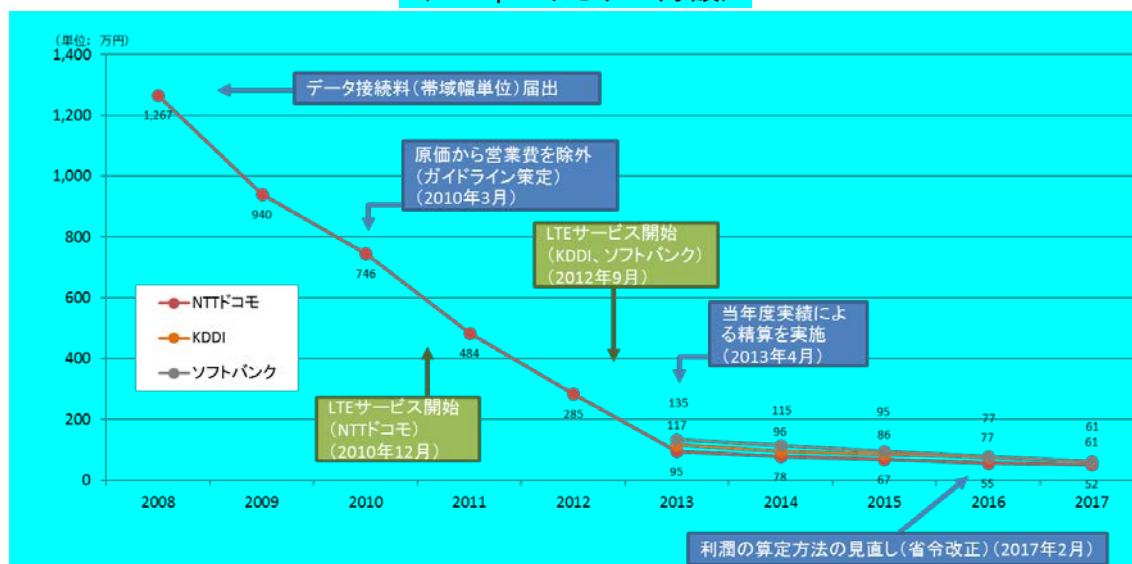 (単位: 万円)
1,400
1,200
1,000
800
600
400
200
0
データ接続料(帯域幅単位)届出
原価から営業費を除外
(ガイドライン策定)
(2010年3月)
LTEサービス開始
(KDDI、ソフトバンク)
(2012年9月)
当年度実績によ
る精算を実施
(2013年4月)
NTTドコモ
KDDI
ソフトバンク
LTEサービス開始
(NTTドコモ)
(2010年12月)
1,267
940
746
484
285
135
115
95
77
61
117
96
86
77
61
95
78
67
55
52
2008
2009
2010
2011
2012
2013
2014
2015
2016
2017
利潤の算定方法の見直し(省令改正)(2017年2月)